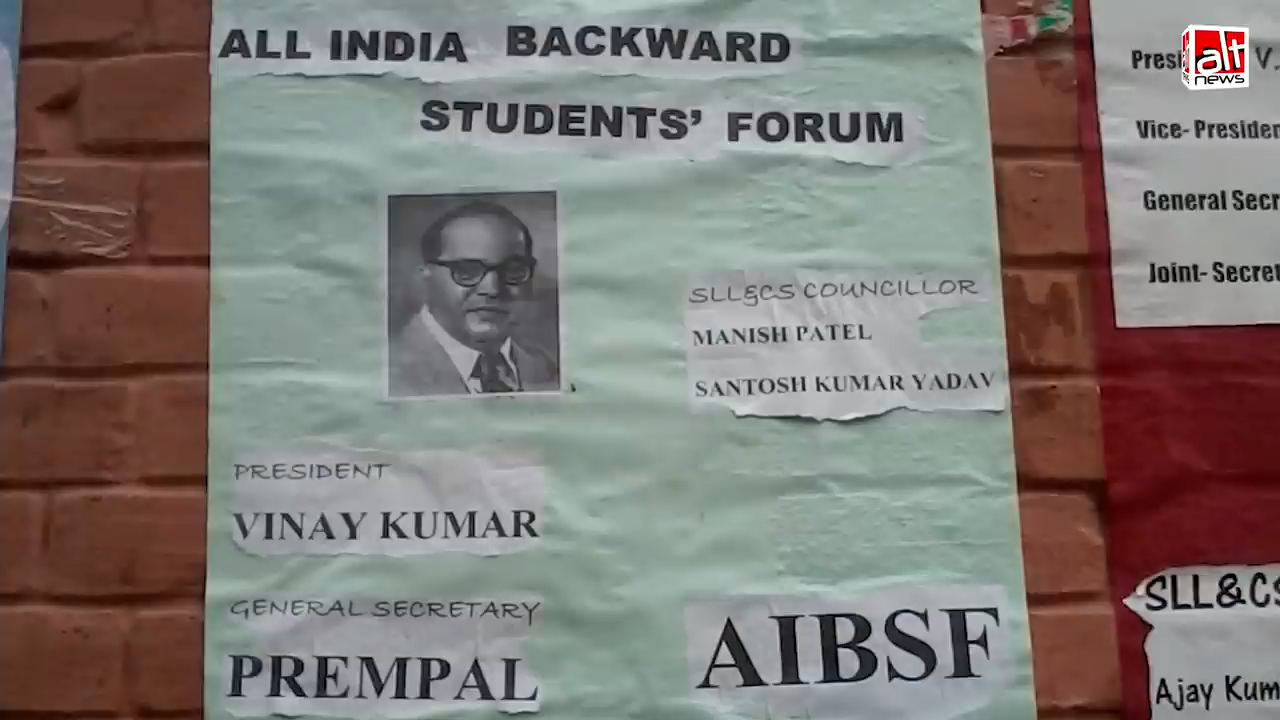 ALL INDIA BACKWARD
STUDENTS' FORUM
SLL&CS COUNCILLOR
MANISH PATEL
SANTOSH KUMAR YADAV
PRESIDENT
VINAY KUMAR
GENERAL SECRETARY
PREMPAL
AIBSF
V.
Vice- Presiden
General Secr
Joint- Secret
SLL&CS
Ajay Kum
alt
news